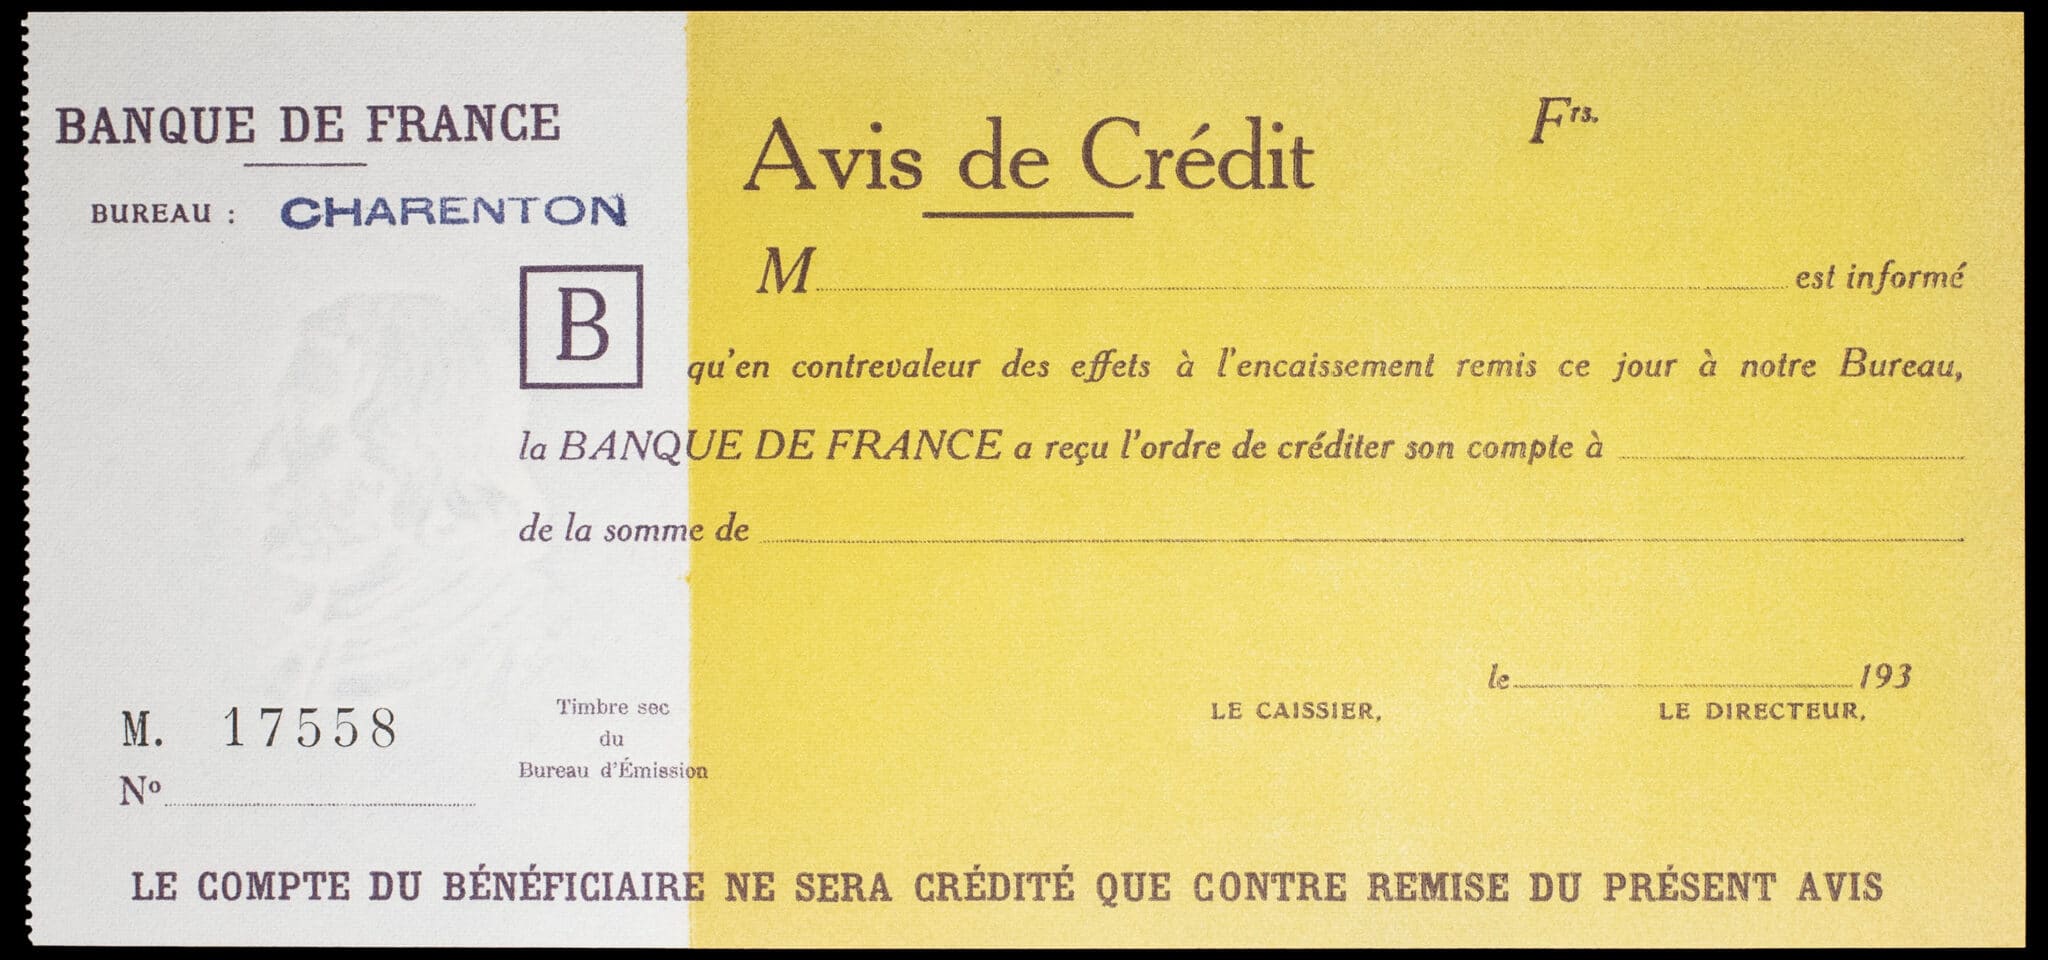 BANQUE DE FRANCE
BUREAU : CHARENTON
Avis de Crédit
Frs.
B
M est informé
qu'en contrevaleur des effets à l'encaissement remis ce jour à notre Bureau,
la BANQUE DE FRANCE a reçu l'ordre de créditer son compte à
de la somme de
le 193
LE CAISSIER, LE DIRECTEUR,
M. 17558
Nº
Timbre sec
du
Bureau d'Émission
LE COMPTE DU BÉNÉFICIAIRE NE SERA CRÉDITÉ QUE CONTRE REMISE DU PRÉSENT AVIS